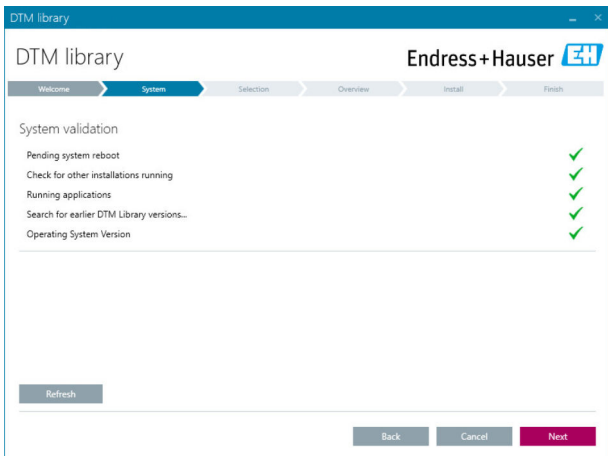 DTM library
DTM library
Endress+Hauser EH
Welcome System Selection Overview Install Finish
System validation
Pending system reboot
Check for other installations running
Running applications
Search for earlier DTM Library versions...
Operating System Version
Refresh
Back Cancel Next